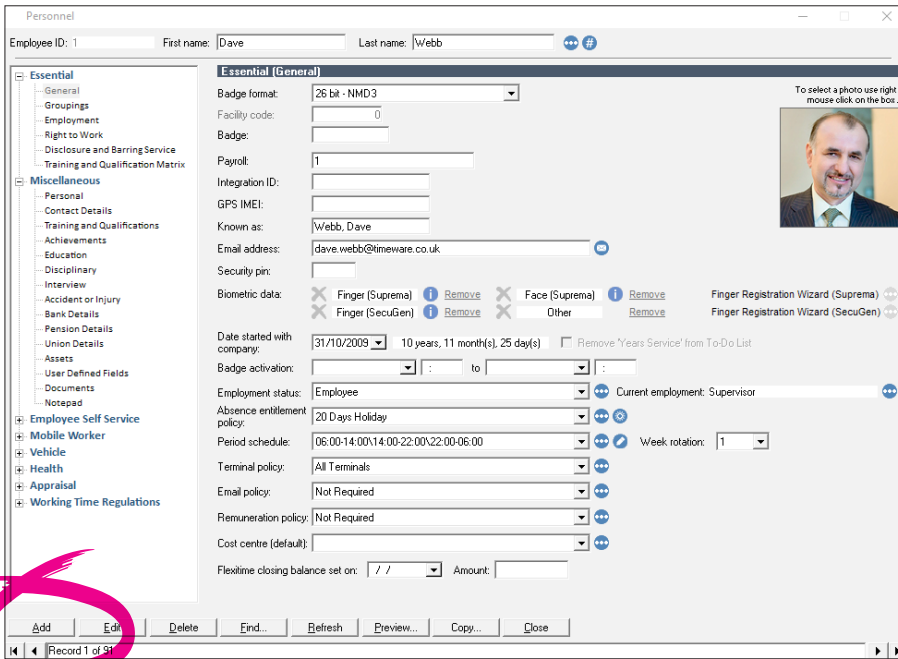 Personnel
Employee ID: 1 First name: Dave Last name: Webb #
Essential
General
Groupings
Employment
Right to Work
Disclosure and Barring Service
Training and Qualification Matrix
Miscellaneous
Personal
Contact Details
Training and Qualifications
Achievements
Education
Disciplinary
Interview
Accident or Injury
Bank Details
Pension Details
Union Details
Assets
User Defined Fields
Documents
Notepad
Employee Self Service
Mobile Worker
Vehicle
Health
Appraisal
Working Time Regulations
Essential (General)
To select a photo use right
mouse click on the box .
Badge format: 26 bit - NMD3
Facility code: 0
Badge:
Payroll: 1
Integration ID:
GPS IMEI:
Known as: Webb, Dave
Email address: dave.webb@timeware.co.uk
Security pin:
Biometric data: Finger (Suprema) i Remove Face (Suprema) i Remove Finger Registration Wizard (Suprema)
Finger (SecuGen) i Remove Other Remove Finger Registration Wizard (SecuGen)
Date started with
company: 31/10/2009 10 years, 11 month(s), 25 day(s) Remove 'Years Service' from To-Do List
Badge activation: : to :
Employment status: Employee Current employment: Supervisor
Absence entitlement
policy: 20 Days Holiday
Period schedule: 06:00-14:00\14:00-22:00\22:00-06:00 Week rotation: 1
Terminal policy: All Terminals
Email policy: Not Required
Remuneration policy: Not Required
Cost centre (default):
Flexitime closing balance set on: / / Amount:
Add Edit Delete Find... Refresh Preview... Copy... Close
Record 1 of 91